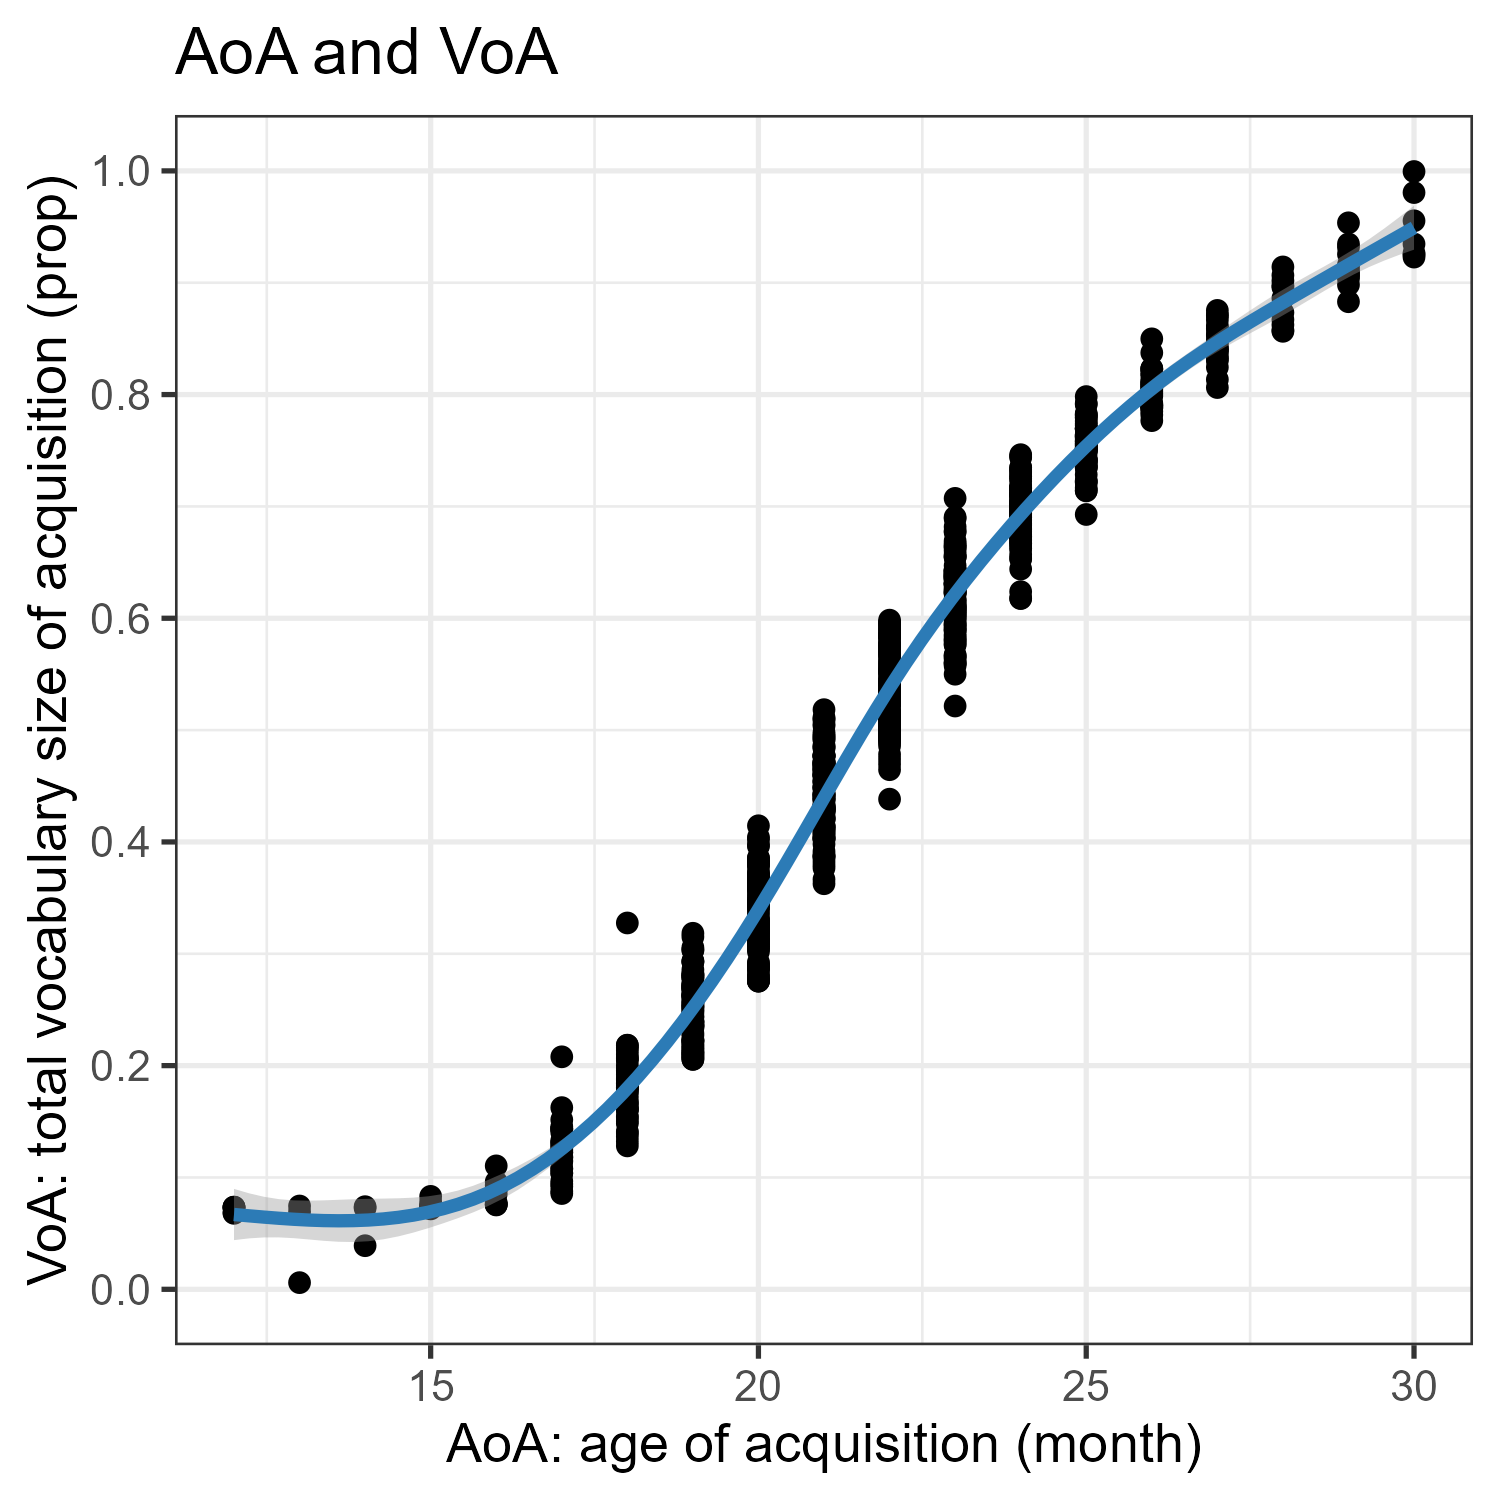 AoA and VoA
VoA: total vocabulary size of acquisition (prop)
1.0
0.8
0.6
0.4
0.2
0.0
15 20 25 30
AoA: age of acquisition (month)